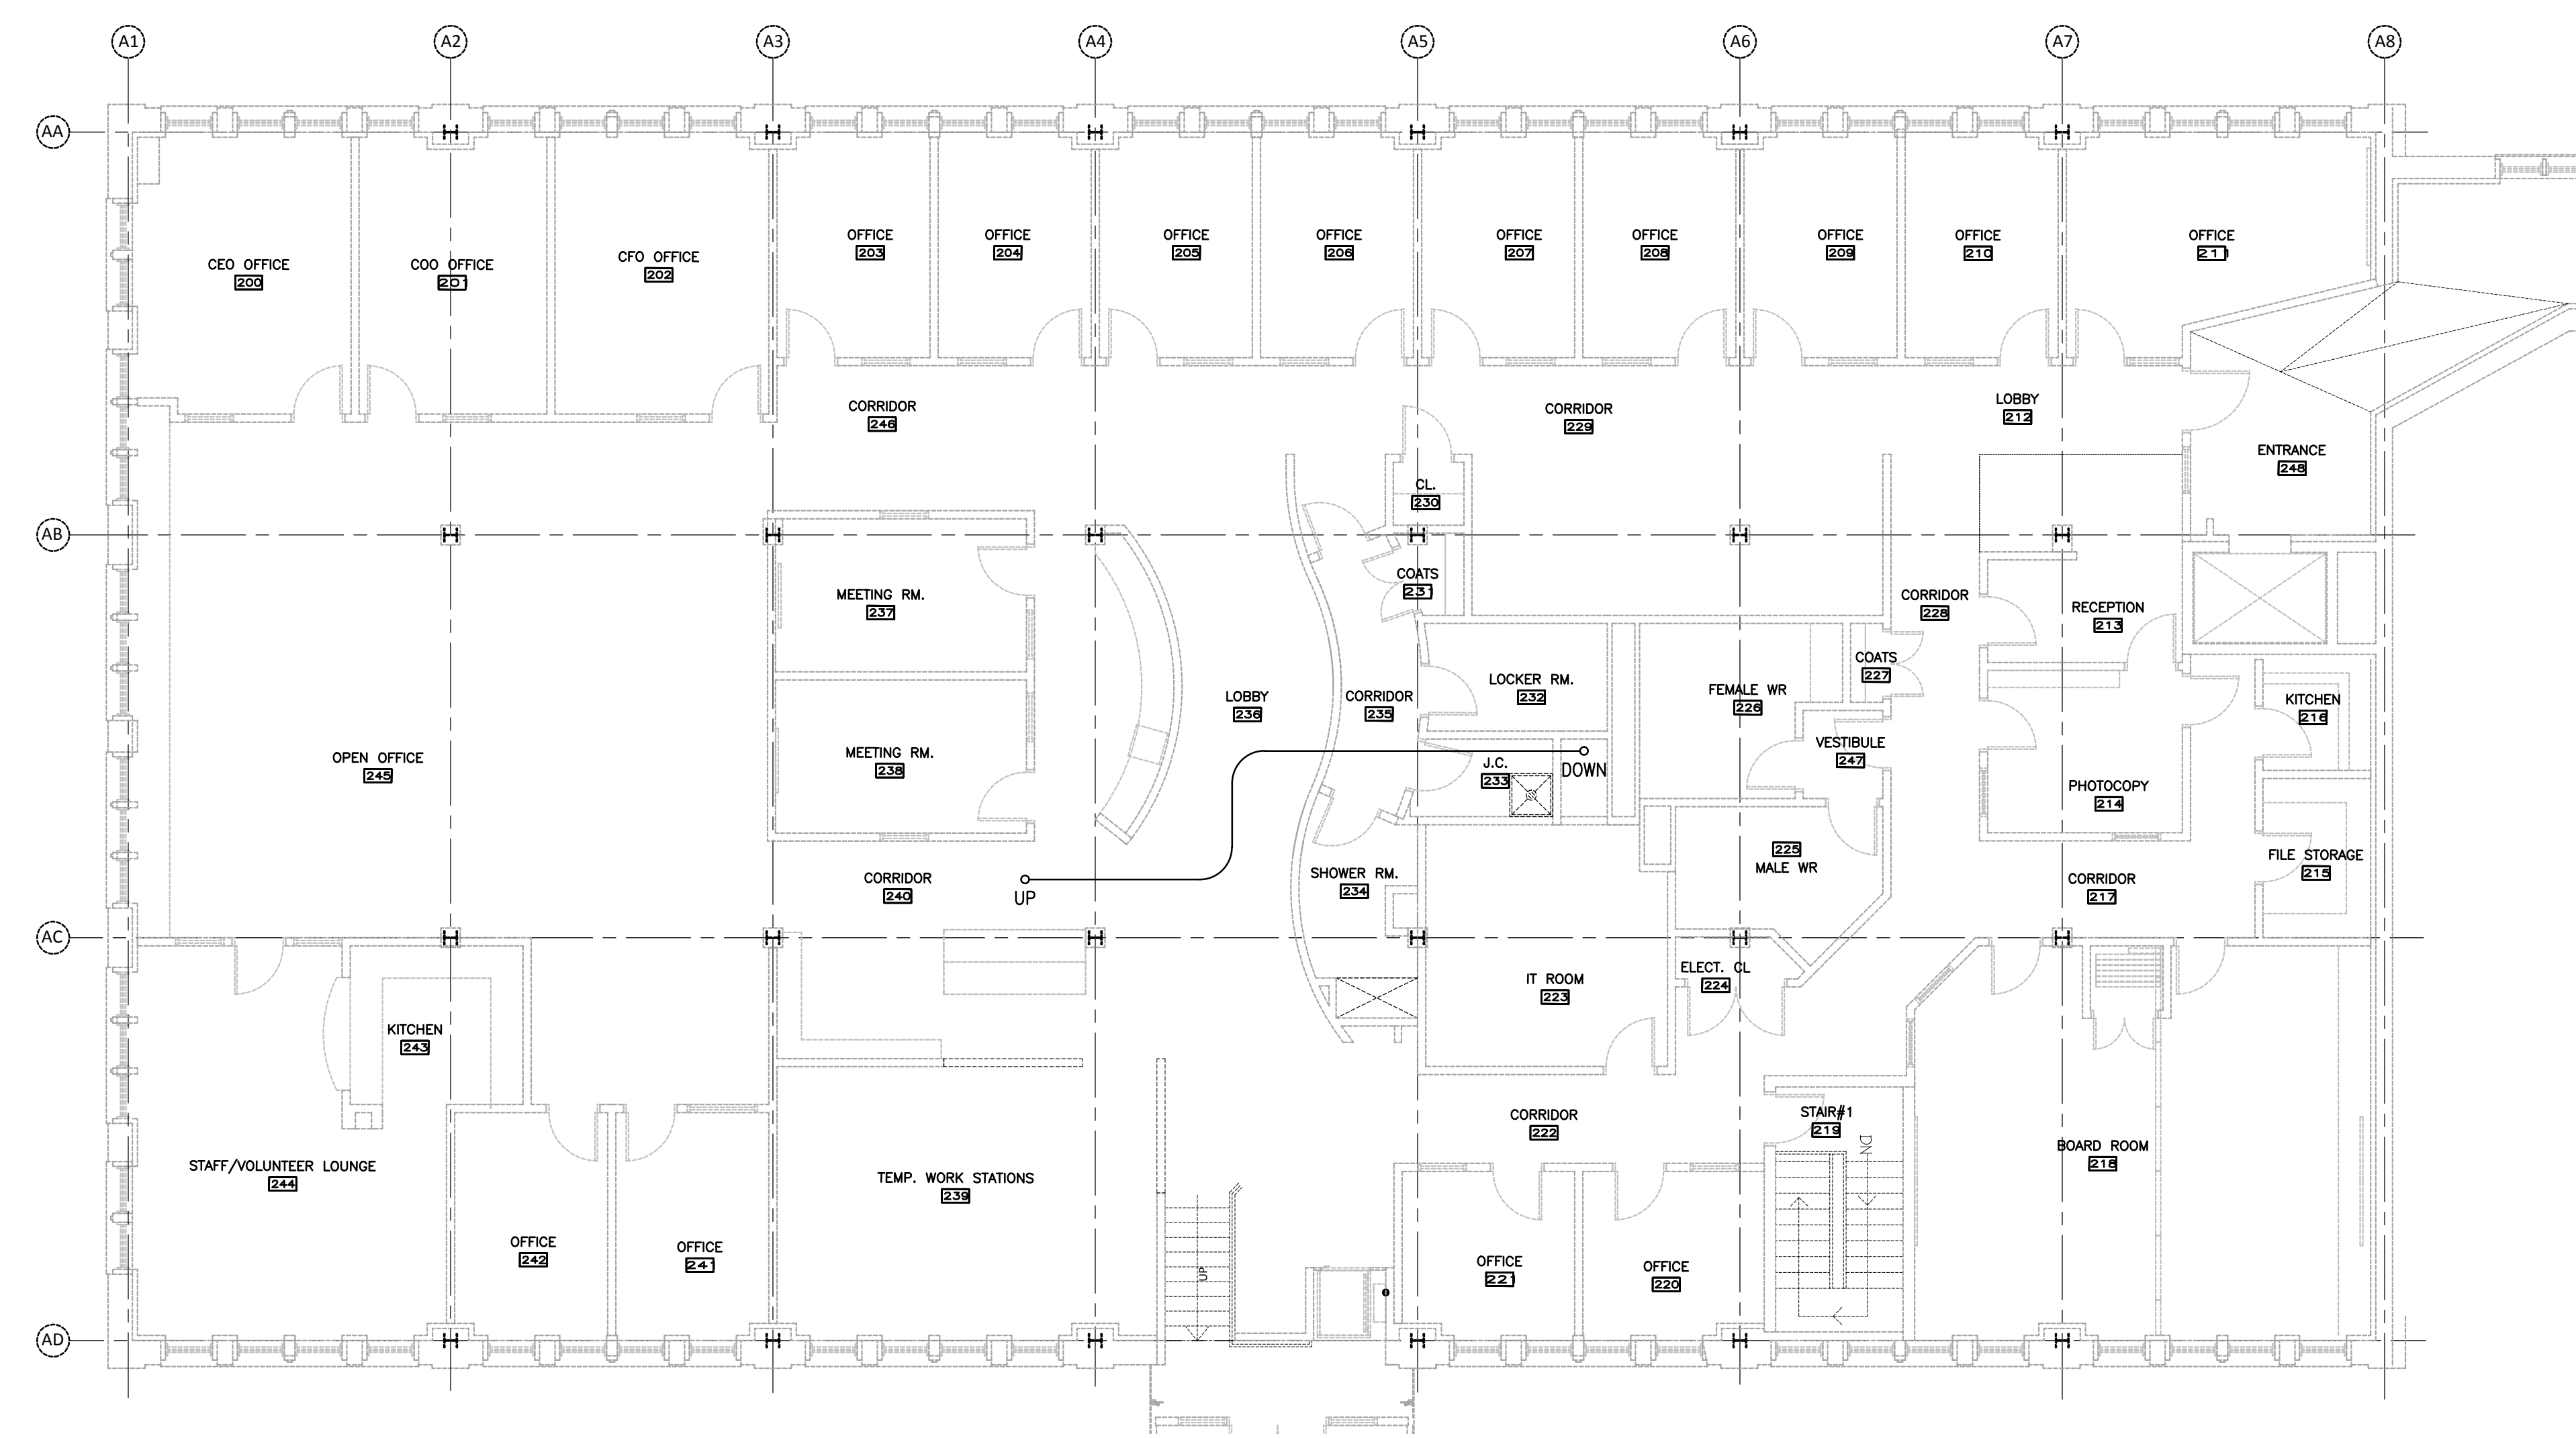 A1 A2 A3 A4 A5 A6 A7 A8
AA
OFFICE
203
OFFICE
204
OFFICE
205
OFFICE
206
OFFICE
207
OFFICE
208
OFFICE
209
OFFICE
210
OFFICE
211
CEO OFFICE
200
COO OFFICE
201
CFO OFFICE
202
CORRIDOR
246
CORRIDOR
229
LOBBY
212
ENTRANCE
248
CL.
230
AB
COATS
231
MEETING RM.
237
CORRIDOR
228
RECEPTION
213
COATS
227
LOCKER RM.
232
FEMALE WR
226
LOBBY
236
CORRIDOR
235
KITCHEN
216
VESTIBULE
247
OPEN OFFICE
245
MEETING RM.
238
J.C.
233
DOWN
PHOTOCOPY
214
225
MALE WR
FILE STORAGE
215
CORRIDOR
240
UP
SHOWER RM.
234
CORRIDOR
217
AC
IT ROOM
223
ELECT. CL
224
KITCHEN
243
CORRIDOR
222
STAIR#1
219
DN
BOARD ROOM
218
STAFF/VOLUNTEER LOUNGE
244
TEMP. WORK STATIONS
239
OFFICE
242
OFFICE
241
UP
OFFICE
221
OFFICE
220
AD